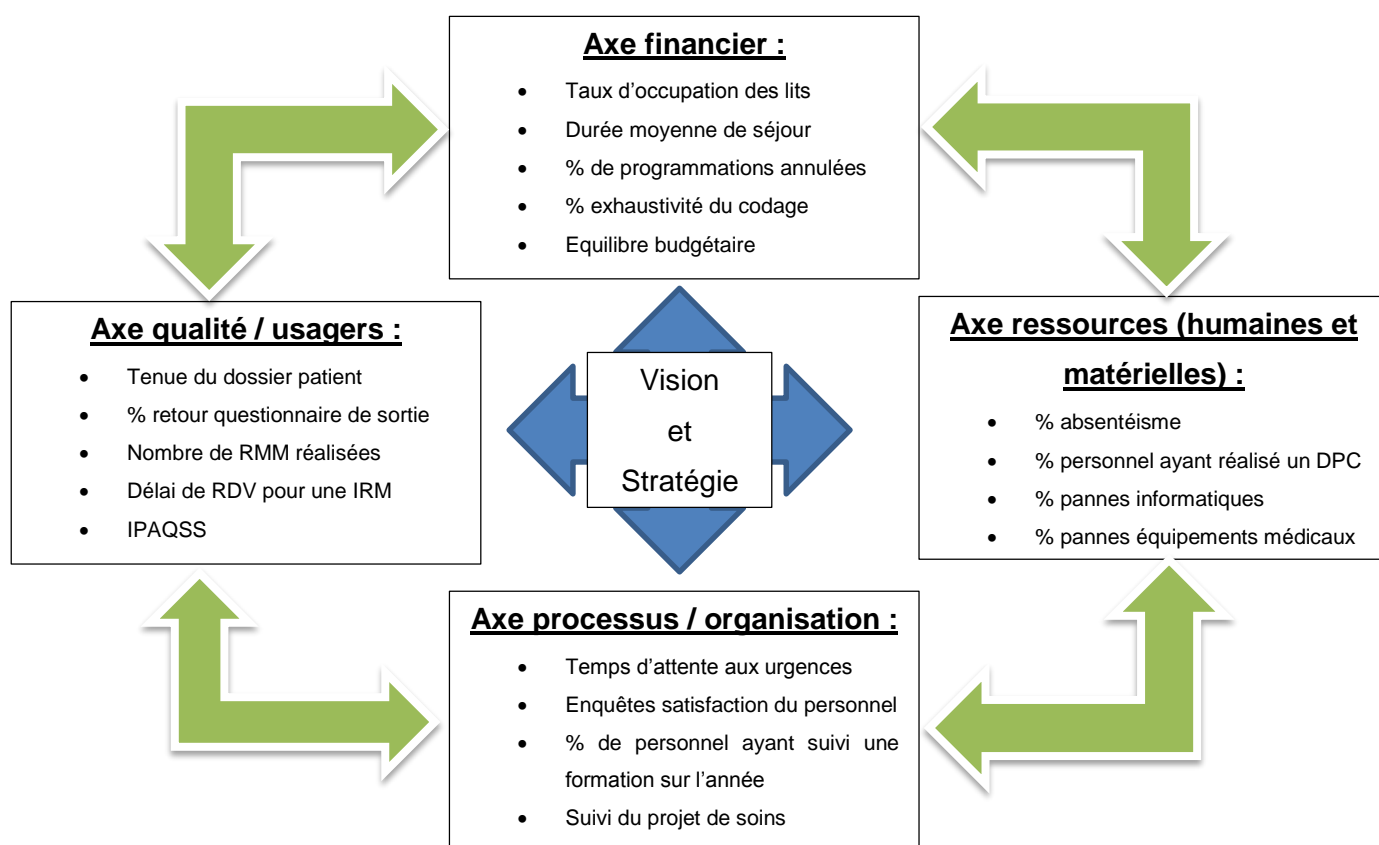 Axe financier :
• Taux d'occupation des lits
• Durée moyenne de séjour
• % de programmations annulées
• % exhaustivité du codage
• Equilibre budgétaire
Axe qualité / usagers :
• Tenue du dossier patient
• % retour questionnaire de sortie
• Nombre de RMM réalisées
• Délai de RDV pour une IRM
• IPAQSS
Vision
et
Stratégie
Axe ressources (humaines et
matérielles) :
• % absentéisme
• % personnel ayant réalisé un DPC
• % pannes informatiques
• % pannes équipements médicaux
Axe processus / organisation :
• Temps d'attente aux urgences
• Enquêtes satisfaction du personnel
• % de personnel ayant suivi une
formation sur l'année
• Suivi du projet de soins